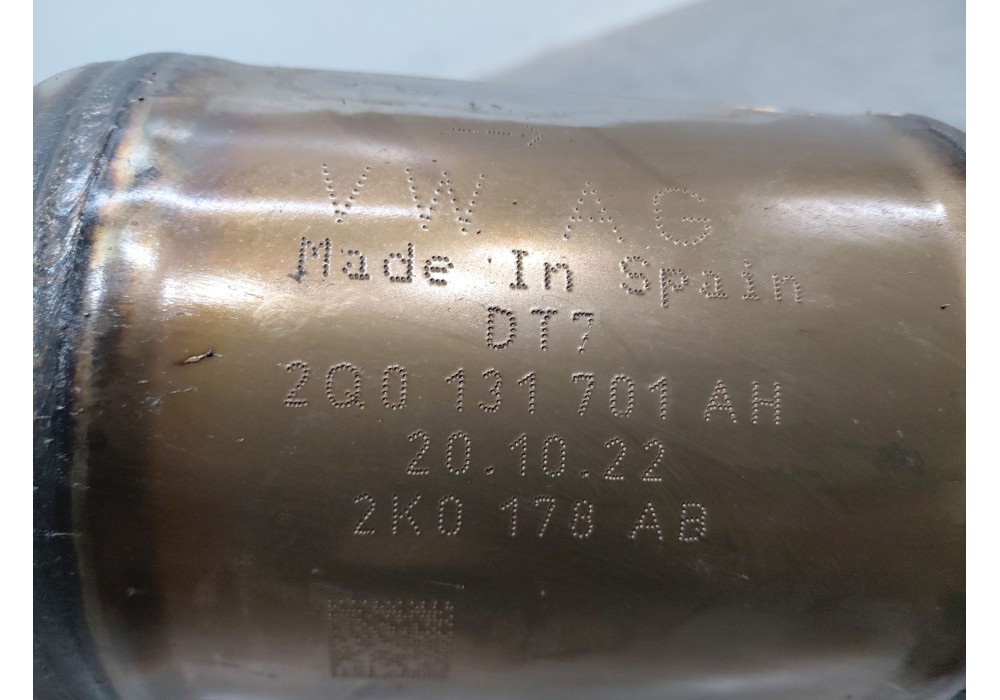 VW AG
Made In Spain
DT7
2Q0 131 701 AH
20.10.22
2K0 178 AB